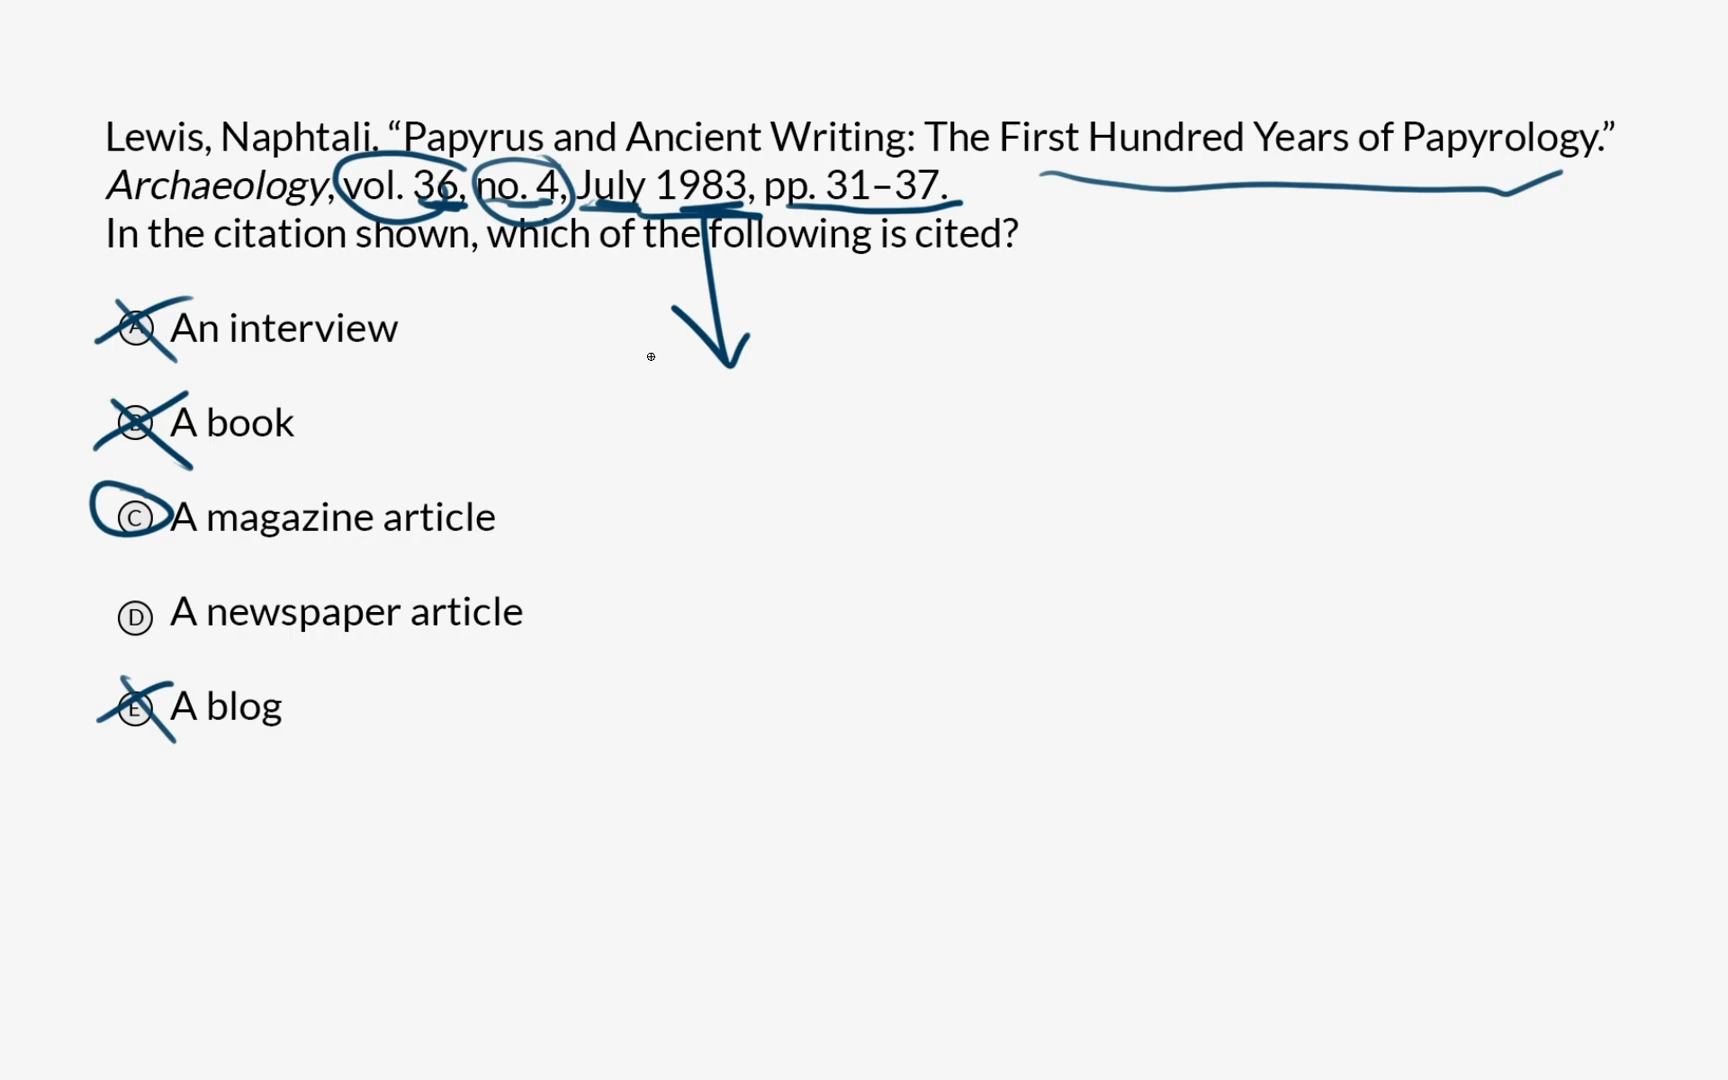 Lewis, Naphtali. “Papyrus and Ancient Writing: The First Hundred Years of Papyrology.”
Archaeology, vol. 36, no. 4, July 1983, pp. 31–37.
In the citation shown, which of the following is cited?
A An interview
B A book
C A magazine article
D A newspaper article
E A blog